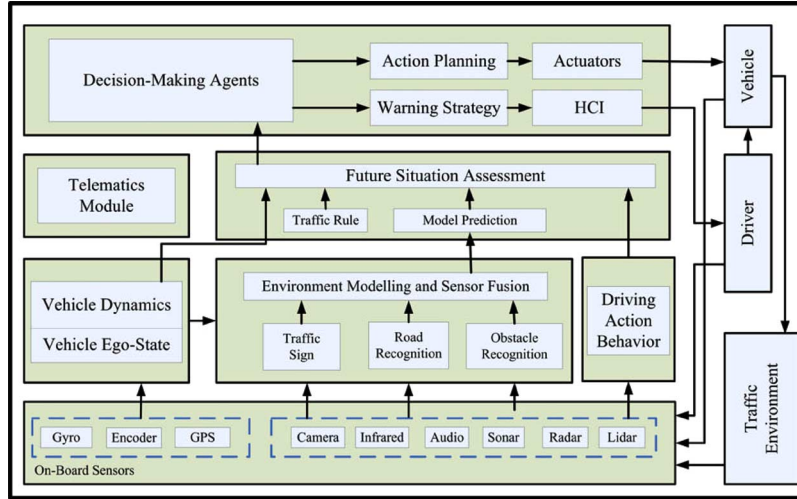 Decision-Making Agents
Action Planning
Actuators
Warning Strategy
HCI
Vehicle
Telematics
Module
Future Situation Assessment
Traffic Rule
Model Prediction
Driver
Vehicle Dynamics
Vehicle Ego-State
Environment Modelling and Sensor Fusion
Traffic
Sign
Road
Recognition
Obstacle
Recognition
Driving
Action
Behavior
Traffic
Environment
Gyro
Encoder
GPS
Camera
Infrared
Audio
Sonar
Radar
Lidar
On-Board Sensors